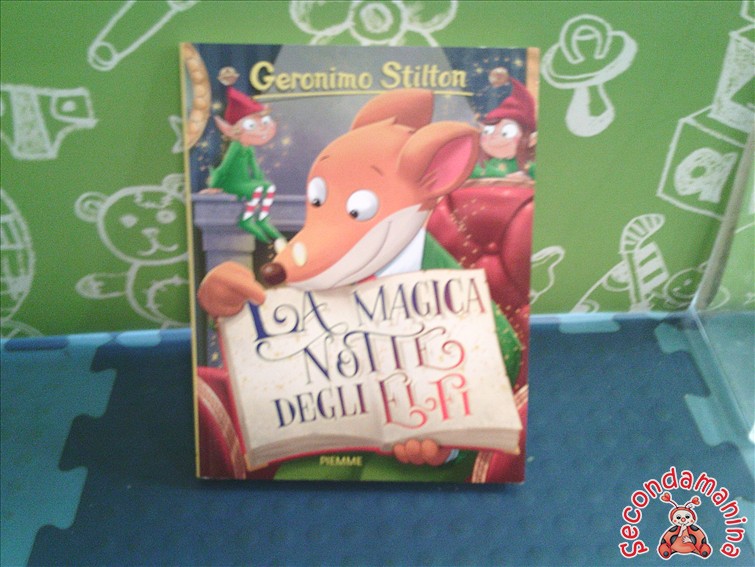 Geronimo Stilton
LA MAGICA
NOTTE
DEGLI ELFI
PIEMME
Secondamanina